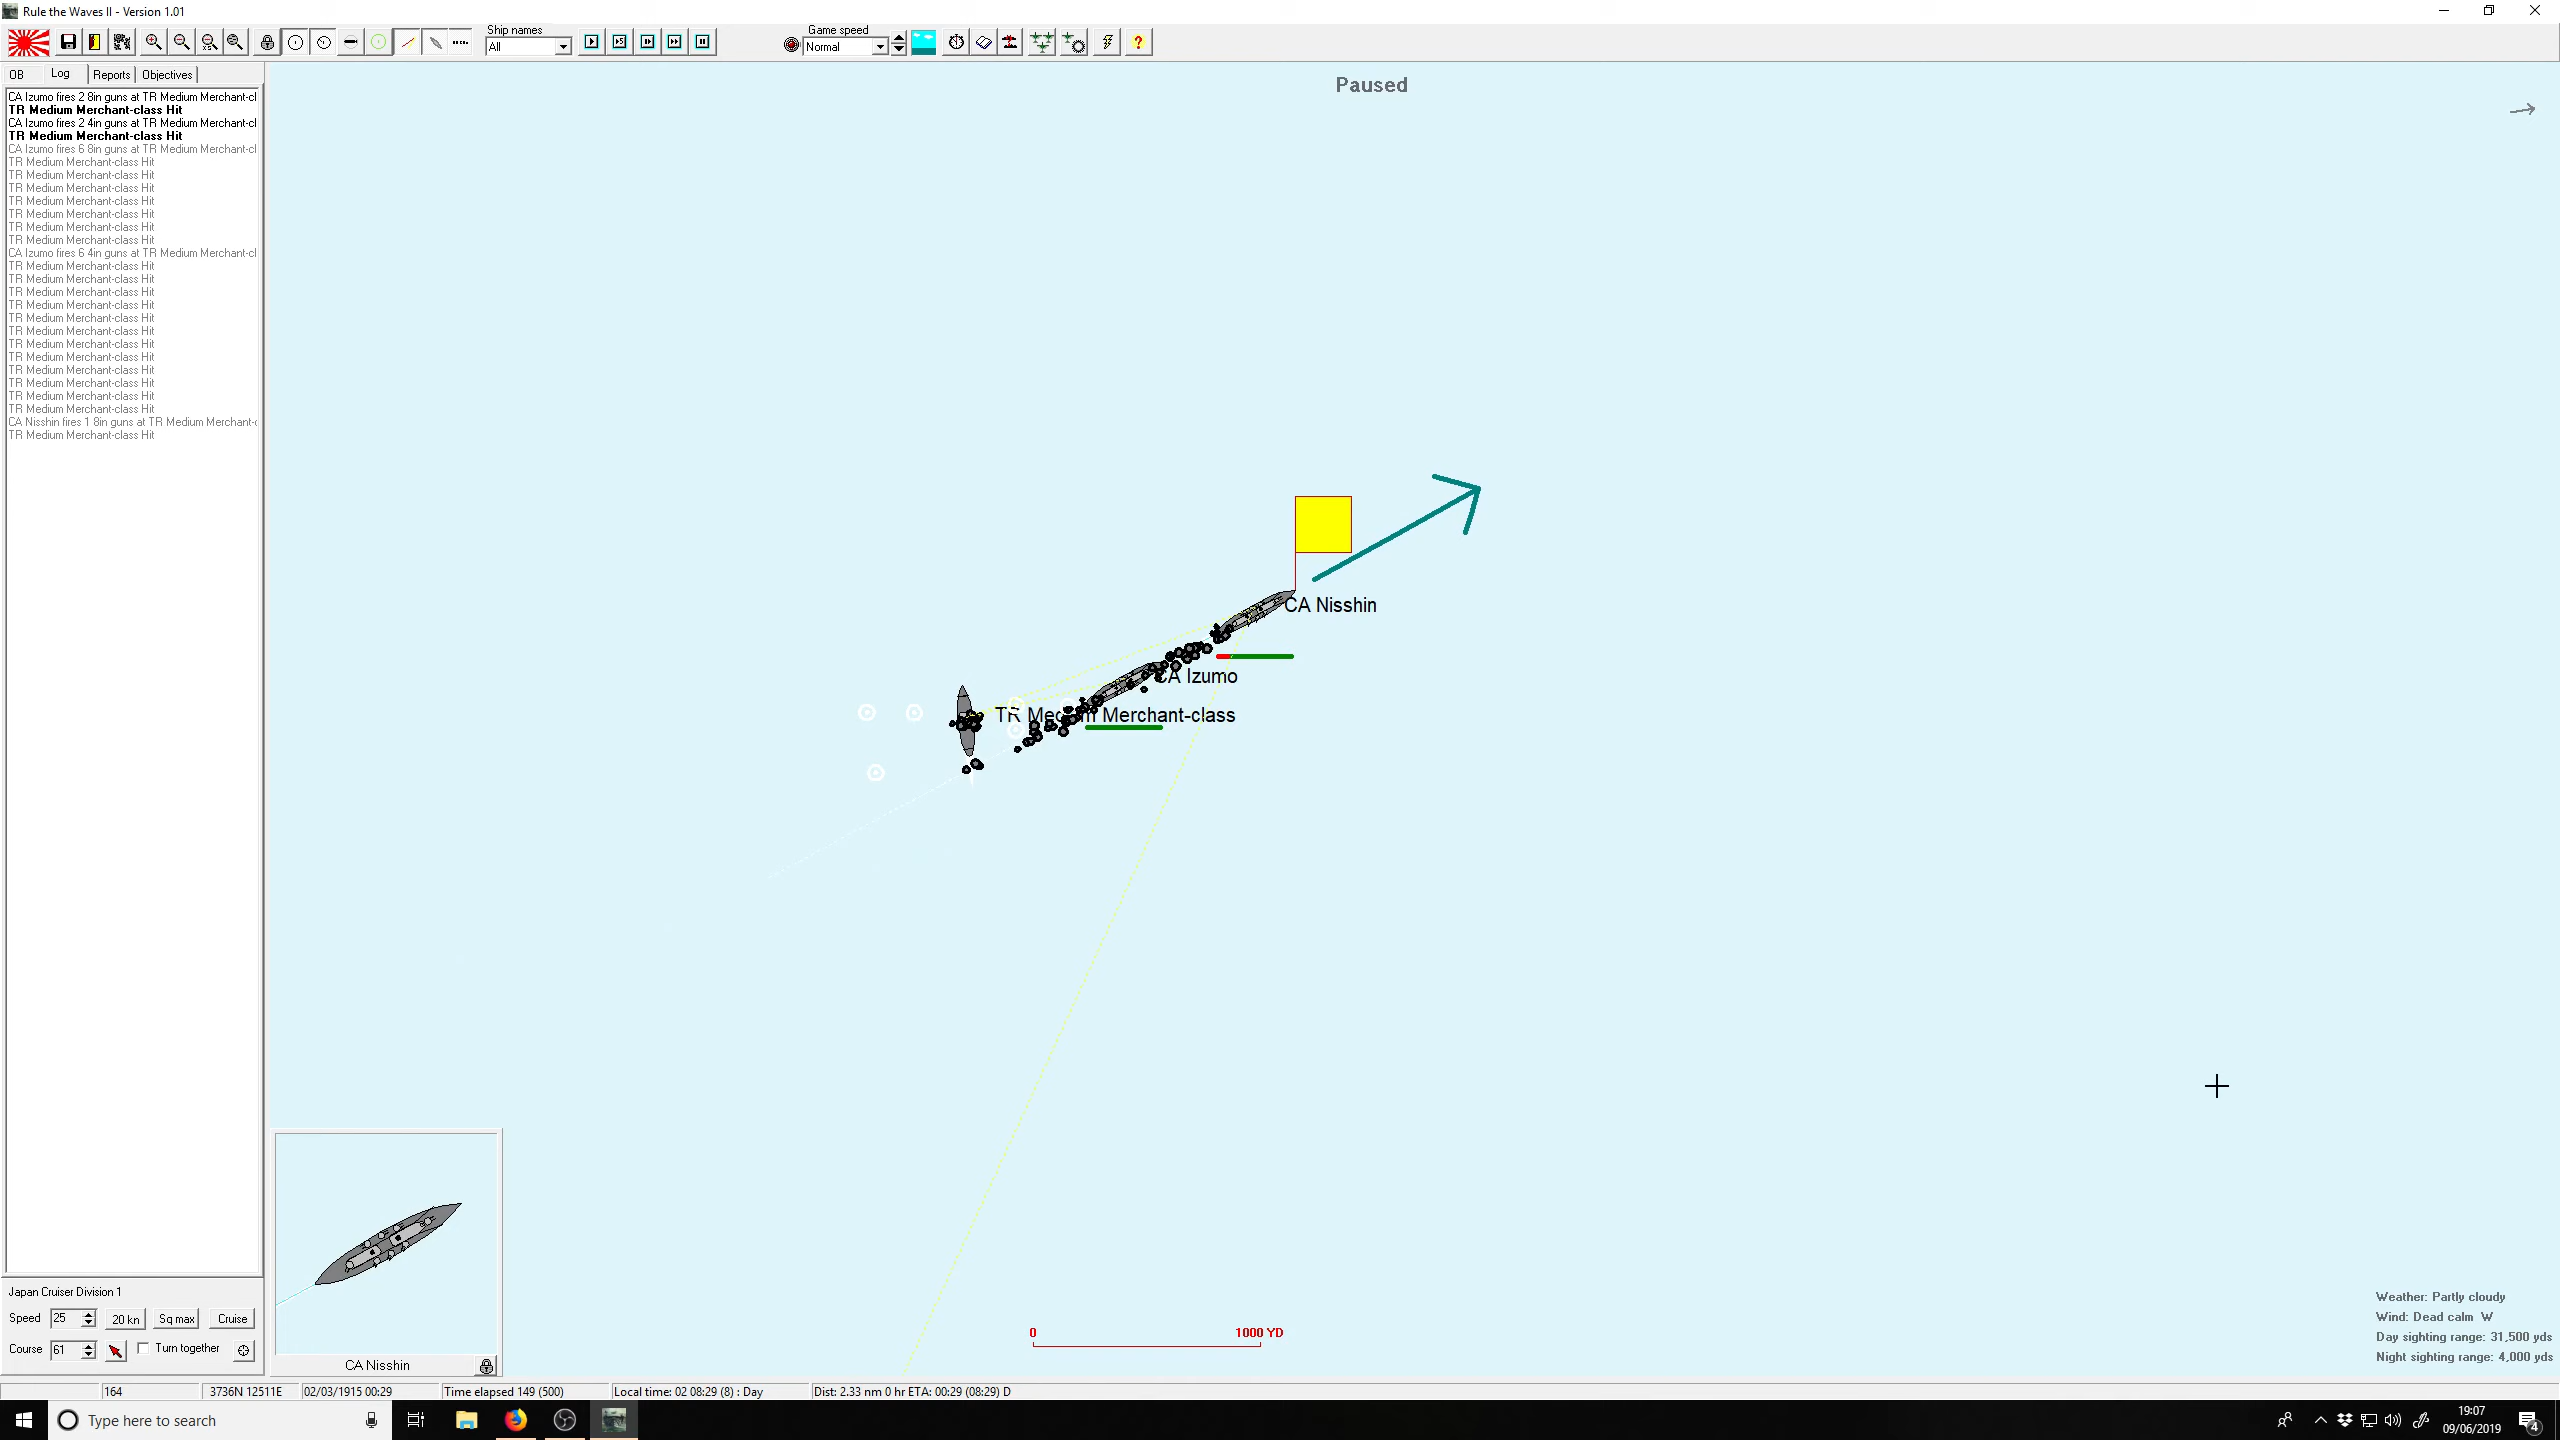 Rule the Waves II - Version 1.01
Ship names
All
Game speed
Normal
OB Log Reports Objectives
CA Izumo fires 2 8in guns at TR Medium Merchant-cl
TR Medium Merchant-class Hit
CA Izumo fires 2 4in guns at TR Medium Merchant-cl
TR Medium Merchant-class Hit
CA Izumo fires 6 8in guns at TR Medium Merchant-cl
TR Medium Merchant-class Hit
TR Medium Merchant-class Hit
TR Medium Merchant-class Hit
TR Medium Merchant-class Hit
TR Medium Merchant-class Hit
TR Medium Merchant-class Hit
TR Medium Merchant-class Hit
CA Izumo fires 6 4in guns at TR Medium Merchant-cl
TR Medium Merchant-class Hit
TR Medium Merchant-class Hit
TR Medium Merchant-class Hit
TR Medium Merchant-class Hit
TR Medium Merchant-class Hit
TR Medium Merchant-class Hit
TR Medium Merchant-class Hit
TR Medium Merchant-class Hit
TR Medium Merchant-class Hit
TR Medium Merchant-class Hit
TR Medium Merchant-class Hit
TR Medium Merchant-class Hit
CA Nisshin fires 1 8in guns at TR Medium Merchant-c
TR Medium Merchant-class Hit
Paused
CA Nisshin
CA Izumo
TR Medium Merchant-class
0 1000 YD
Weather: Partly cloudy
Wind: Dead calm W
Day sighting range: 31,500 yds
Night sighting range: 4,000 yds
CA Nisshin
Japan Cruiser Division 1
Speed 25 20 kn Sq max Cruise
Course 61 Turn together
164 3736N 12511E 02/03/1915 00:29 Time elapsed 149 (500) Local time: 02 08:29 (8) : Day Dist: 2.33 nm 0 hr ETA: 00:29 (08:29) D
Type here to search
19:07
09/06/2019
4